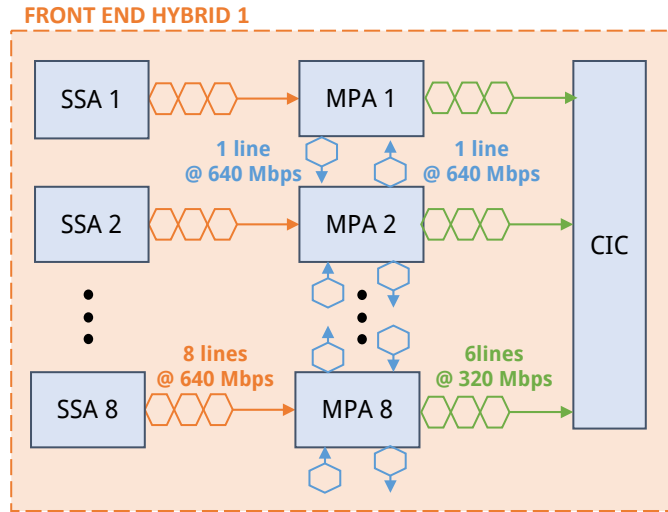 FRONT END HYBRID 1
SSA 1
MPA 1
1 line
@ 640 Mbps
1 line
@ 640 Mbps
SSA 2
MPA 2
CIC
8 lines
@ 640 Mbps
6lines
@ 320 Mbps
SSA 8
MPA 8